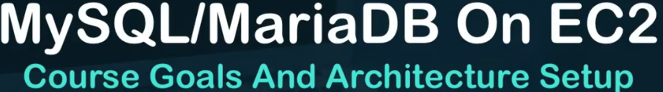 MySQL/MariaDB On EC2
Course Goals And Architecture Setup